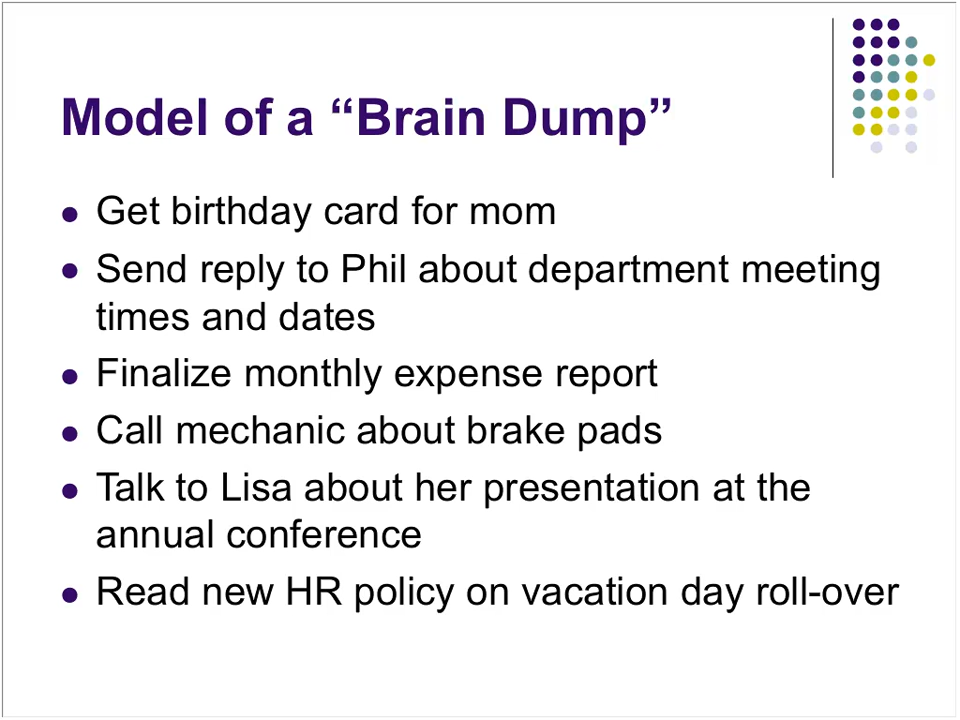 Model of a “Brain Dump”
● Get birthday card for mom
● Send reply to Phil about department meeting
times and dates
● Finalize monthly expense report
● Call mechanic about brake pads
● Talk to Lisa about her presentation at the
annual conference
● Read new HR policy on vacation day roll-over